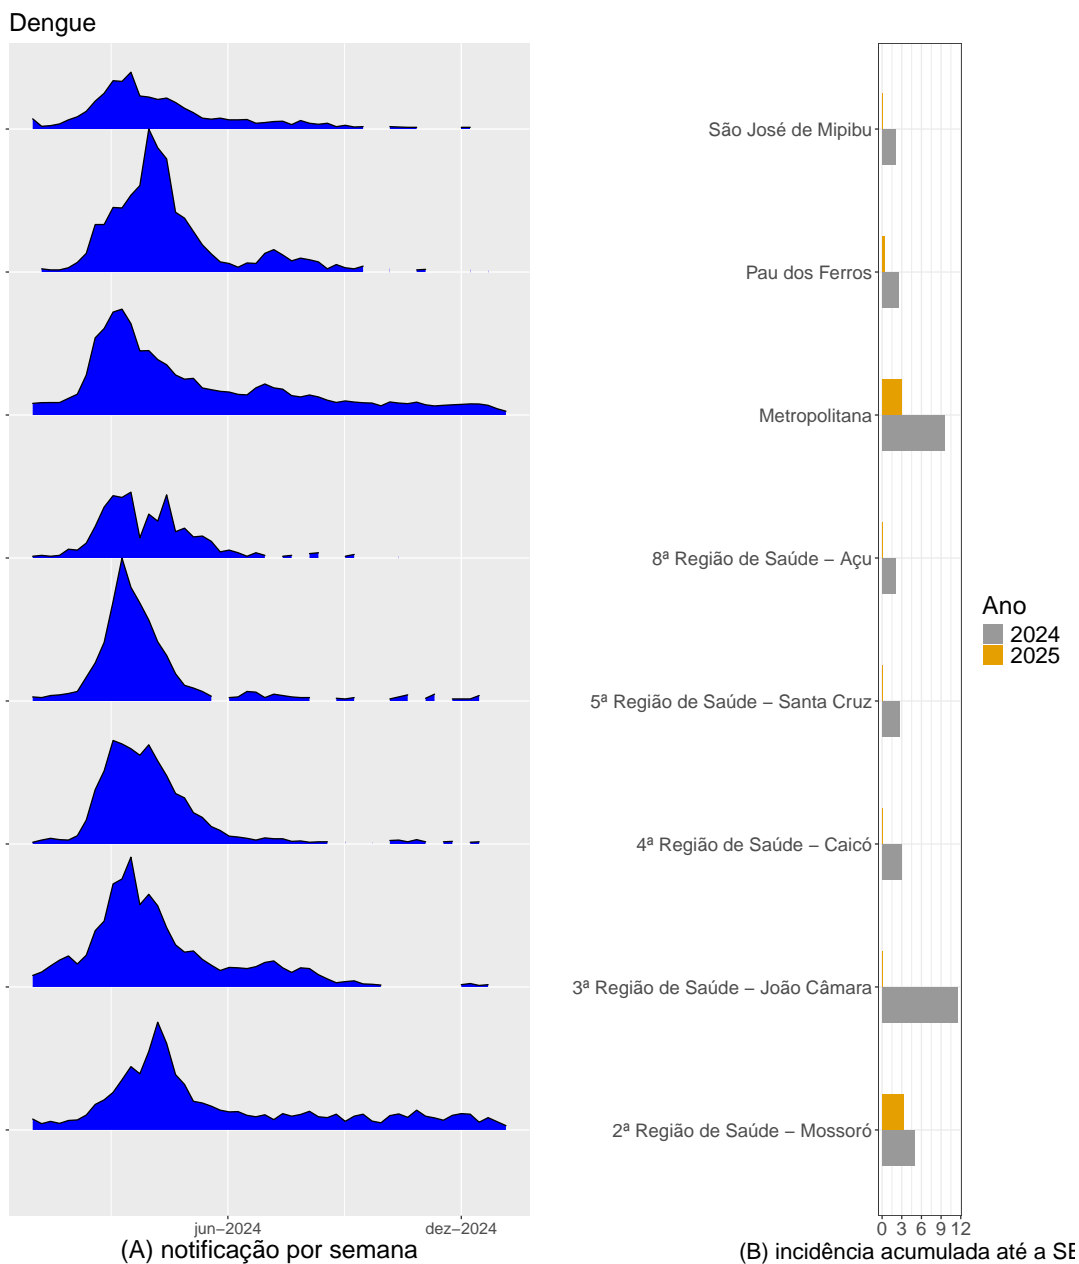 Dengue
São José de Mipibu
Pau dos Ferros
Metropolitana
8ª Região de Saúde − Açu
5ª Região de Saúde − Santa Cruz
4ª Região de Saúde − Caicó
3ª Região de Saúde − João Câmara
2ª Região de Saúde − Mossoró
Ano
2024
2025
jun−2024 dez−2024
0 3 6 9 12
(A) notificação por semana
(B) incidência acumulada até a SE